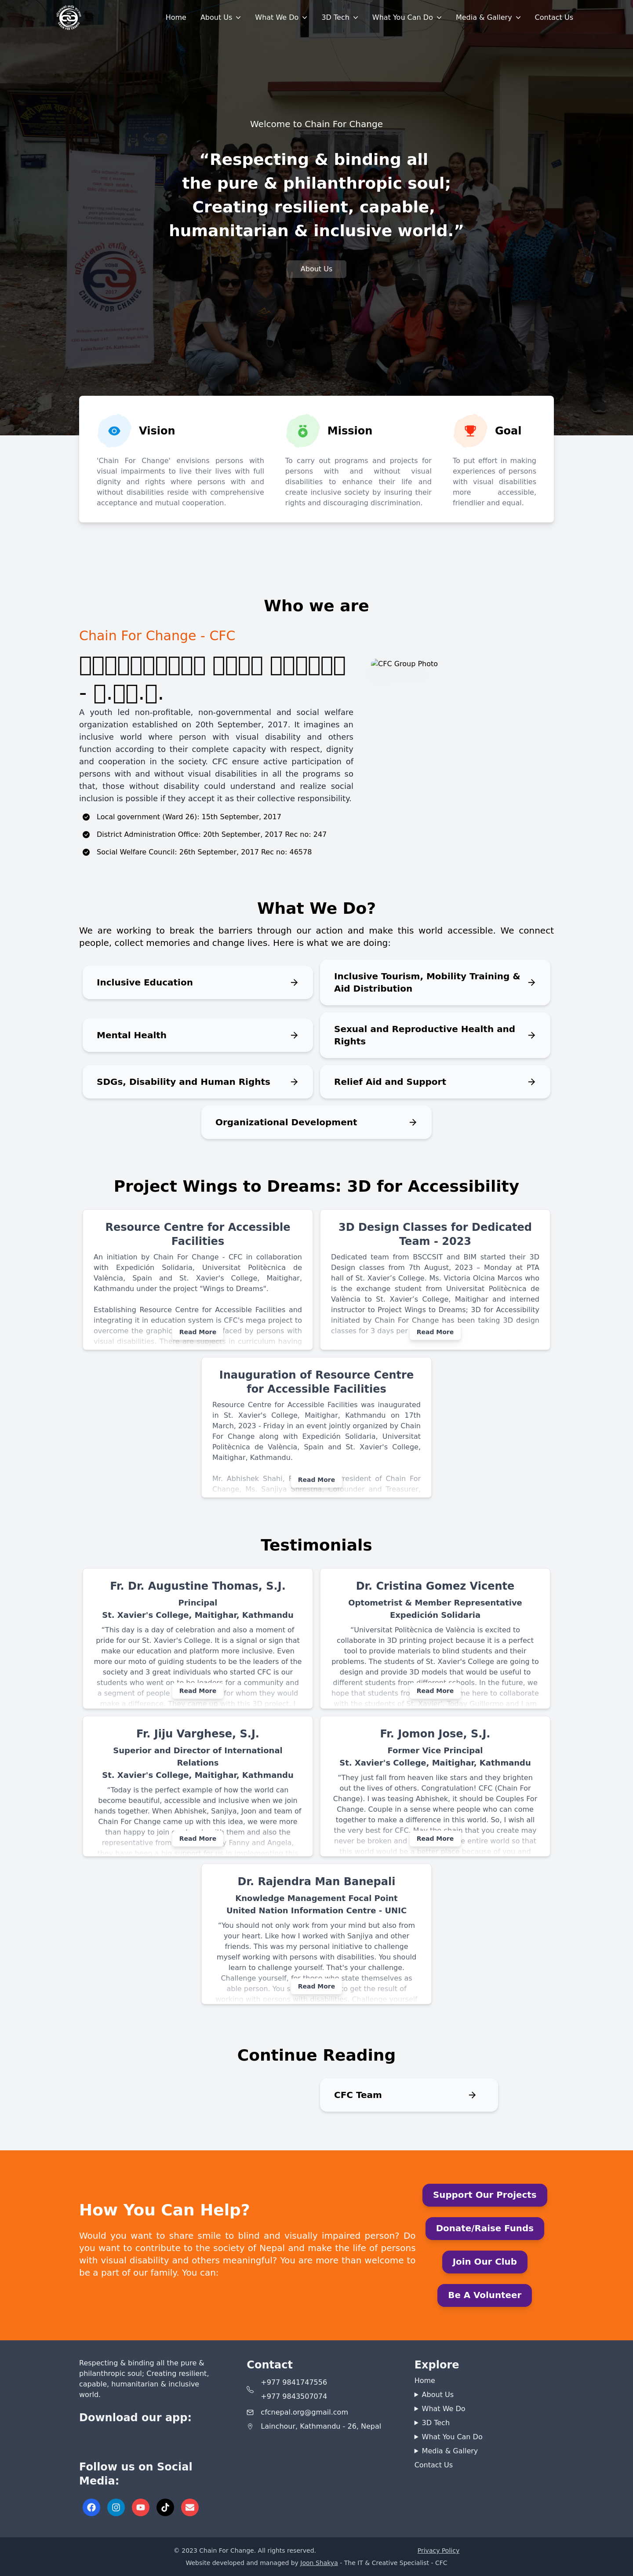 Home About Us What We Do 3D Tech What You Can Do Media & Gallery Contact Us
Welcome to Chain For Change
“Respecting & binding all
the pure & philanthropic soul;
Creating resilient, capable,
humanitarian & inclusive world.”
About Us
CHAIN FOR CHANGE
Vision
'Chain For Change' envisions persons with
visual impairments to live their lives with full
dignity and rights where persons with and
without disabilities reside with comprehensive
acceptance and mutual cooperation.
Mission
To carry out programs and projects for
persons with and without visual
disabilities to enhance their life and
create inclusive society by insuring their
rights and discouraging discrimination.
Goal
To put effort in making
experiences of persons
with visual disabilities
more accessible,
friendlier and equal.
Who we are
Chain For Change - CFC
CFC Group Photo
A youth led non-profitable, non-governmental and social welfare
organization established on 20th September, 2017. It imagines an
inclusive world where person with visual disability and others
function according to their complete capacity with respect, dignity
and cooperation in the society. CFC ensure active participation of
persons with and without visual disabilities in all the programs so
that, those without disability could understand and realize social
inclusion is possible if they accept it as their collective responsibility.
Local government (Ward 26): 15th September, 2017
District Administration Office: 20th September, 2017 Rec no: 247
Social Welfare Council: 26th September, 2017 Rec no: 46578
What We Do?
We are working to break the barriers through our action and make this world accessible. We connect
people, collect memories and change lives. Here is what we are doing:
Inclusive Education
Inclusive Tourism, Mobility Training &
Aid Distribution
Mental Health
Sexual and Reproductive Health and
Rights
SDGs, Disability and Human Rights
Relief Aid and Support
Organizational Development
Project Wings to Dreams: 3D for Accessibility
Resource Centre for Accessible
Facilities
An initiation by Chain For Change - CFC in collaboration
with Expedición Solidaria, Universitat Politècnica de
València, Spain and St. Xavier's College, Maitighar,
Kathmandu under the project "Wings to Dreams".
Establishing Resource Centre for Accessible Facilities and
integrating it in education system is CFC's mega project to
overcome the graphic faced by persons with
visual disabilities. There are subjects in curriculum having
Read More
3D Design Classes for Dedicated
Team - 2023
Dedicated team from BSCCSIT and BIM started their 3D
Design classes from 7th August, 2023 – Monday at PTA
hall of St. Xavier's College. Ms. Victoria Olcina Marcos who
is the exchange student from Universitat Politècnica de
València to St. Xavier's College, Maitighar and interned
instructor to Project Wings to Dreams; 3D for Accessibility
initiated by Chain For Change has been taking 3D design
classes for 3 days per
Read More
Inauguration of Resource Centre
for Accessible Facilities
Resource Centre for Accessible Facilities was inaugurated
in St. Xavier's College, Maitighar, Kathmandu on 17th
March, 2023 - Friday in an event jointly organized by Chain
For Change along with Expedición Solidaria, Universitat
Politècnica de València, Spain and St. Xavier's College,
Maitighar, Kathmandu.
Mr. Abhishek Shahi, resident of Chain For
Change, Ms. Sanjiya Shrestha, Co-founder and Treasurer,
Read More
Testimonials
Fr. Dr. Augustine Thomas, S.J.
Principal
St. Xavier's College, Maitighar, Kathmandu
“This day is a day of celebration and also a moment of
pride for our St. Xavier's College. It is a signal or sign that
make our education and platform more inclusive. Even
more our moto of guiding students to be the leaders of the
society and 3 great individuals who started CFC is our
students who went on to be leaders for a community and
a segment of people for whom they would
Read More
Dr. Cristina Gomez Vicente
Optometrist & Member Representative
Expedición Solidaria
“Universitat Politècnica de València is excited to
collaborate in 3D printing project because it is a perfect
tool to provide materials to blind students and their
problems. The students of St. Xavier's College are going to
design and provide 3D models that would be useful to
different students from different schools. In the future, we
hope that students fr me here to collaborate
Read More
Fr. Jiju Varghese, S.J.
Superior and Director of International
Relations
St. Xavier's College, Maitighar, Kathmandu
“Today is the perfect example of how the world can
become beautiful, accessible and inclusive when we join
hands together. When Abhishek, Sanjiya, Joon and team of
Chain For Change came up with this idea, we were more
than happy to join with them and also the
representative from y Fanny and Angela.
Read More
Fr. Jomon Jose, S.J.
Former Vice Principal
St. Xavier's College, Maitighar, Kathmandu
“They just fall from heaven like stars and they brighten
out the lives of others. Congratulation! CFC (Chain For
Change). I was teasing Abhishek, it should be Couples For
Change. Couple in a sense where people who can come
together to make a difference in this world. So, I wish all
the very best for CFC. May the chain that you create may
never be broken and e entire world so that
Read More
Dr. Rajendra Man Banepali
Knowledge Management Focal Point
United Nation Information Centre - UNIC
“You should not only work from your mind but also from
your heart. Like how I worked with Sanjiya and other
friends. This was my personal initiative to challenge
myself working with persons with disabilities. You should
learn to challenge yourself. That's your challenge.
Challenge yourself, for those who state themselves as
able person. You s to get the result of
Read More
Continue Reading
CFC Team
How You Can Help?
Would you want to share smile to blind and visually impaired person? Do
you want to contribute to the society of Nepal and make the life of persons
with visual disability and others meaningful? You are more than welcome to
be a part of our family. You can:
Support Our Projects
Donate/Raise Funds
Join Our Club
Be A Volunteer
Respecting & binding all the pure &
philanthropic soul; Creating resilient,
capable, humanitarian & inclusive
world.
Download our app:
Follow us on Social
Media:
Contact
+977 9841747556
+977 9843507074
cfcnepal.org@gmail.com
Lainchour, Kathmandu - 26, Nepal
Explore
Home
About Us
What We Do
3D Tech
What You Can Do
Media & Gallery
Contact Us
© 2023 Chain For Change. All rights reserved. Privacy Policy
Website developed and managed by Joon Shakya - The IT & Creative Specialist - CFC